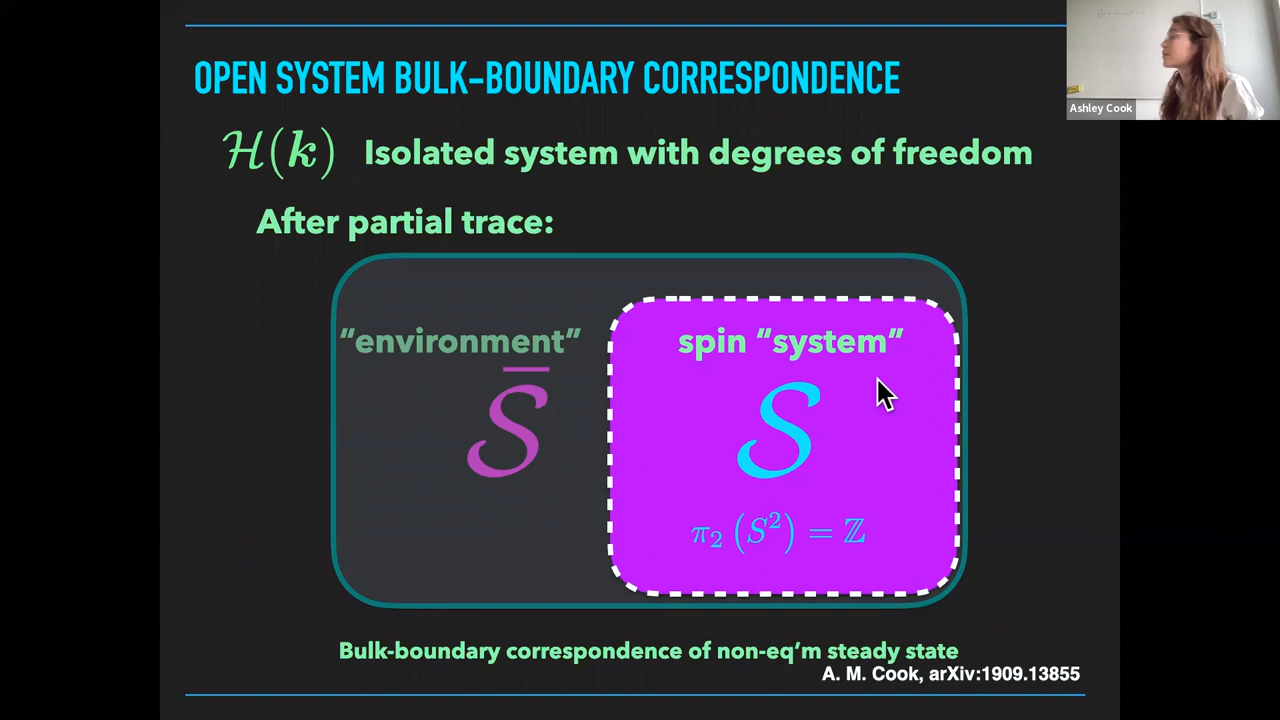 OPEN SYSTEM BULK-BOUNDARY CORRESPONDENCE
Ashley Cook
ℋ(𝒌) Isolated system with degrees of freedom
After partial trace:
“environment” spin “system”
𝒮̅ 𝒮
π₂ (S²) = ℤ
Bulk-boundary correspondence of non-eq’m steady state
A. M. Cook, arXiv:1909.13855